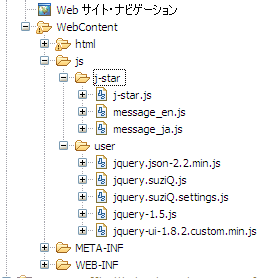 Web サイト・ナビゲーション
WebContent
html
js
j-star
j-star.js
message_en.js
message_ja.js
user
jquery.json-2.2.min.js
jquery.suziQ.js
jquery.suziQ.settings.js
jquery-1.5.js
jquery-ui-1.8.2.custom.min.js
META-INF
WEB-INF